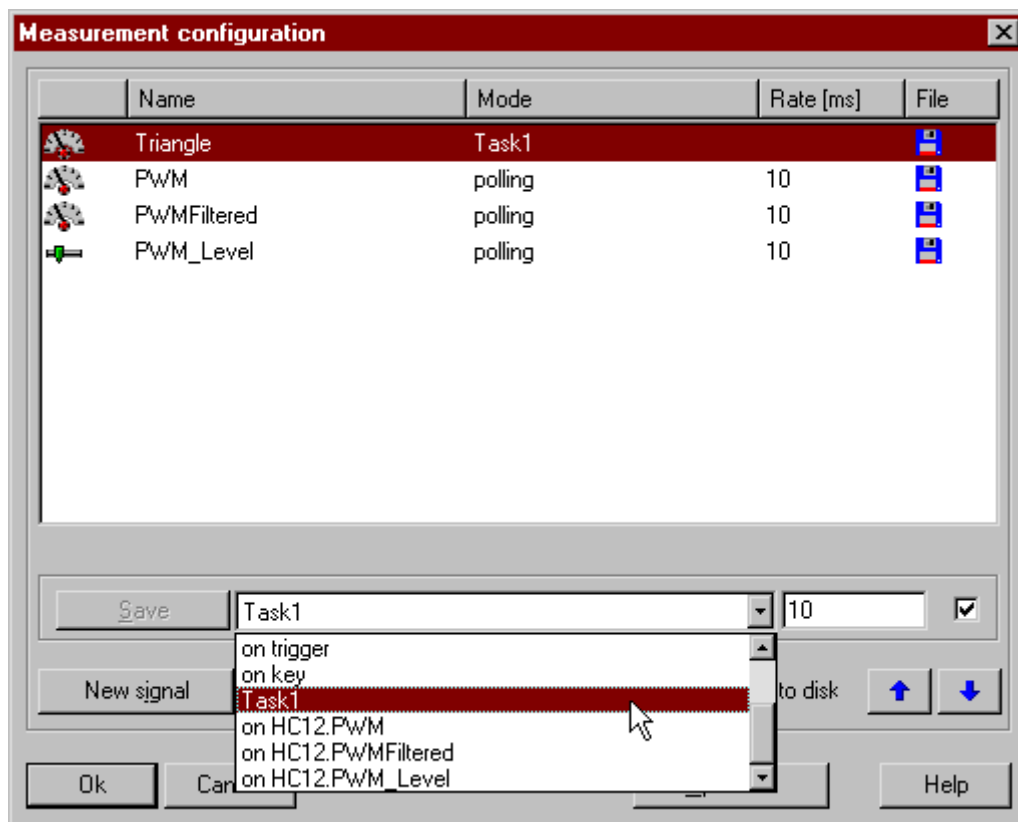 Measurement configuration
Name Mode Rate [ms] File
Triangle Task1
PWM polling 10
PWMFiltered polling 10
PWM_Level polling 10
Save Task1 10
on trigger
on key
New signal Task1 to disk
on HC12.PWM
on HC12.PWMFiltered
Ok on HC12.PWM_Level Help